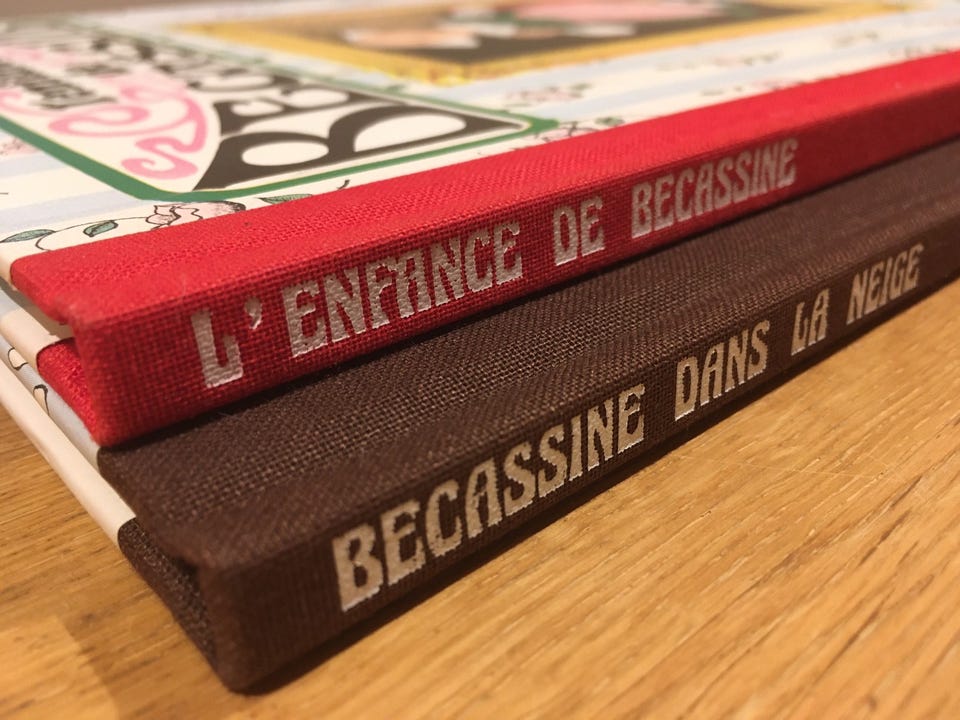 L'ENFANCE DE BECASSINE
BECASSINE DANS LA NEIGE